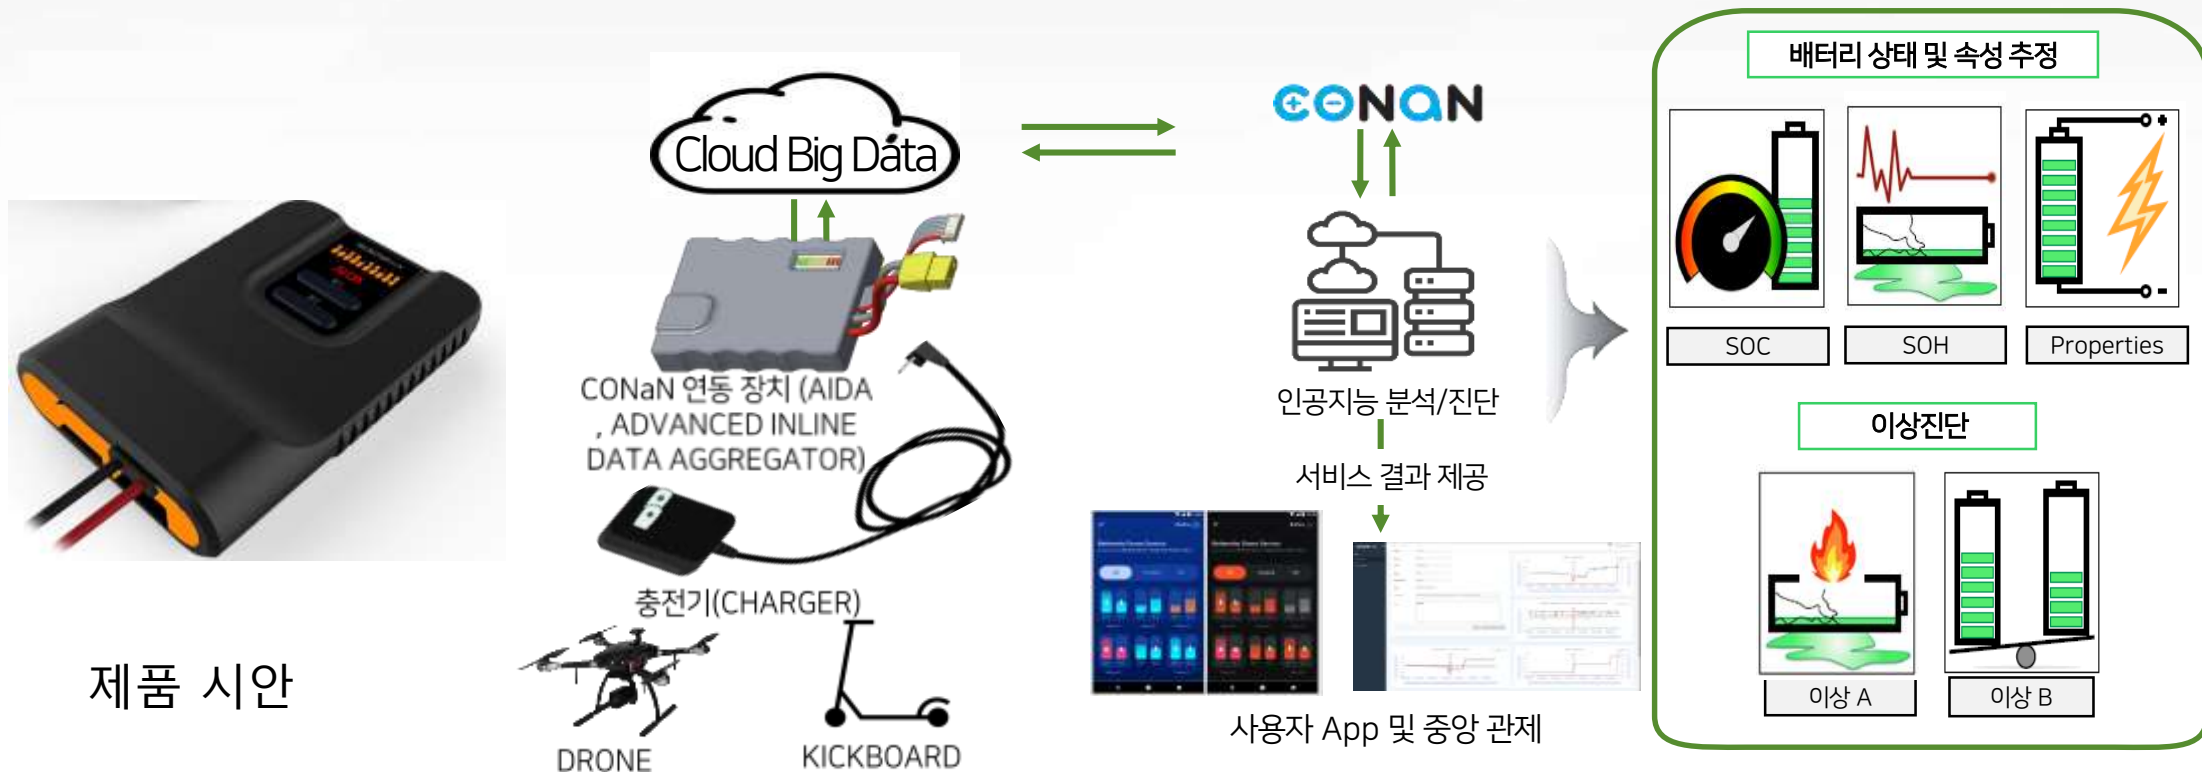 제품 시안
Cloud Big Data
CONaN 연동 장치 (AIDA
, ADVANCED INLINE
DATA AGGREGATOR)
충전기(CHARGER)
DRONE
KICKBOARD
CONaN
인공지능 분석/진단
서비스 결과 제공
사용자 App 및 중앙 관제
배터리 상태 및 속성 추정
SOC
SOH
Properties
이상진단
이상 A
이상 B